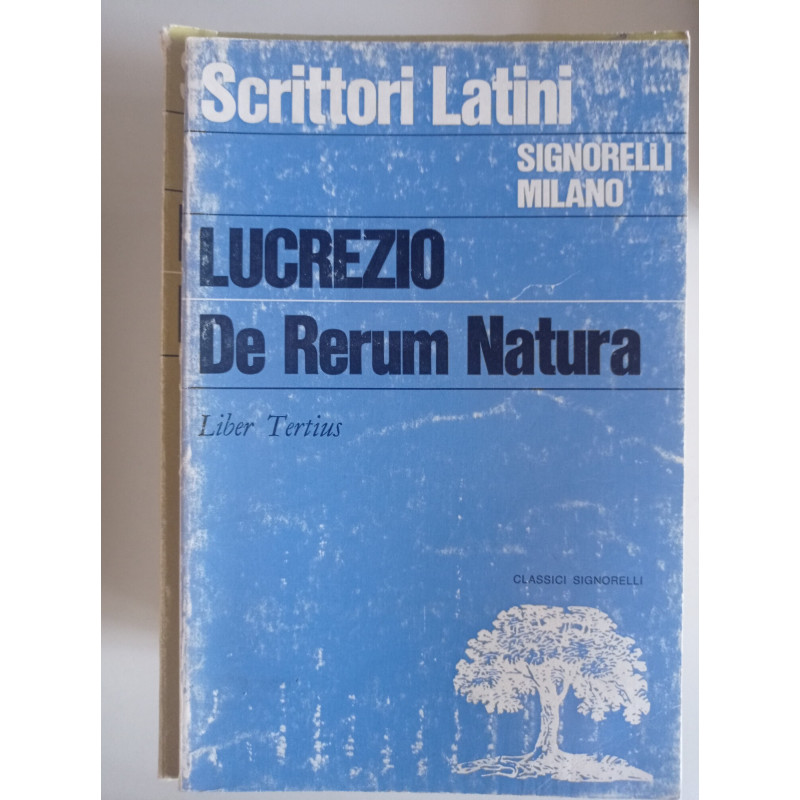 Scrittori Latini
SIGNORELLI
MILANO
LUCREZIO
De Rerum Natura
Liber Tertius
CLASSICI SIGNORELLI